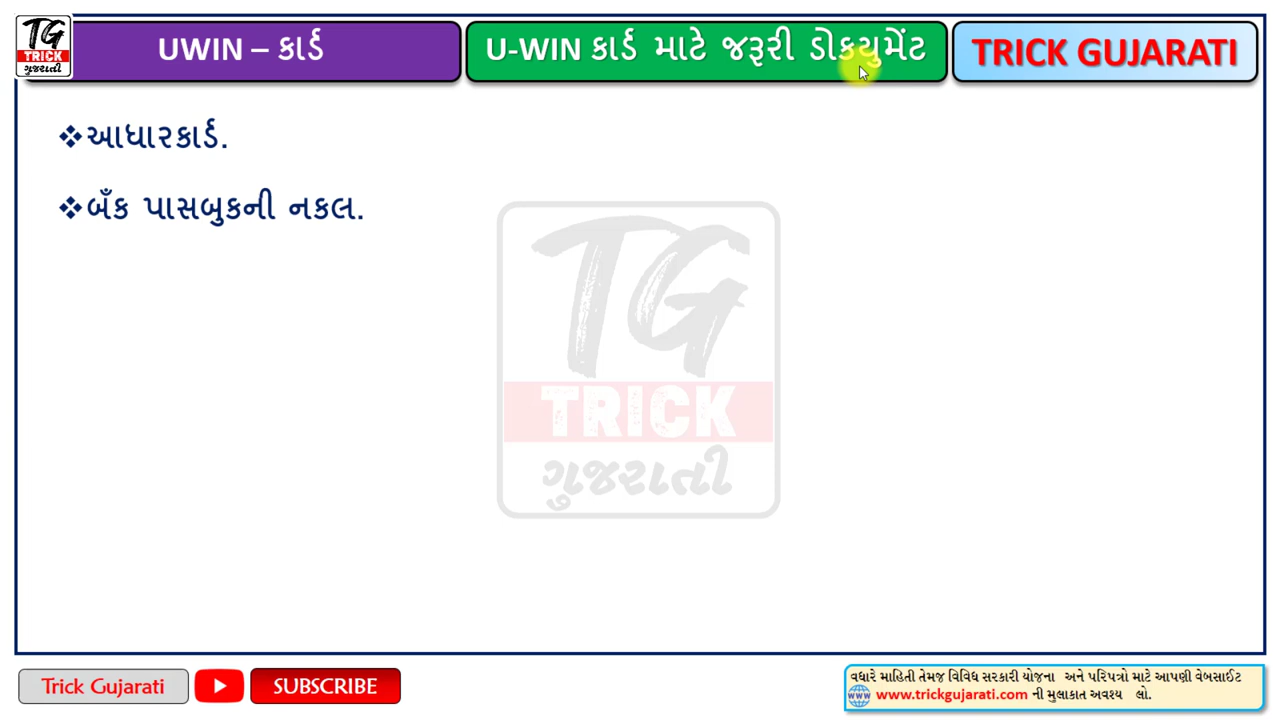 TG
TRICK
ગુજરાતી
UWIN – કાર્ડ
U-WIN કાર્ડ માટે જરૂરી ડોકયુમેંટ
TRICK GUJARATI
❖આધારકાર્ડ.
❖બઁક પાસબુકની નકલ.
TG
TRICK
ગુજરાતી
Trick Gujarati
SUBSCRIBE
વધારે માહિતી તેમજ વિવિધ સરકારી યોજના અને પરિપત્રો માટે આપણી વેબસાઈટ
www.trickgujarati.com ની મુલાકાત અવશ્ય લો.